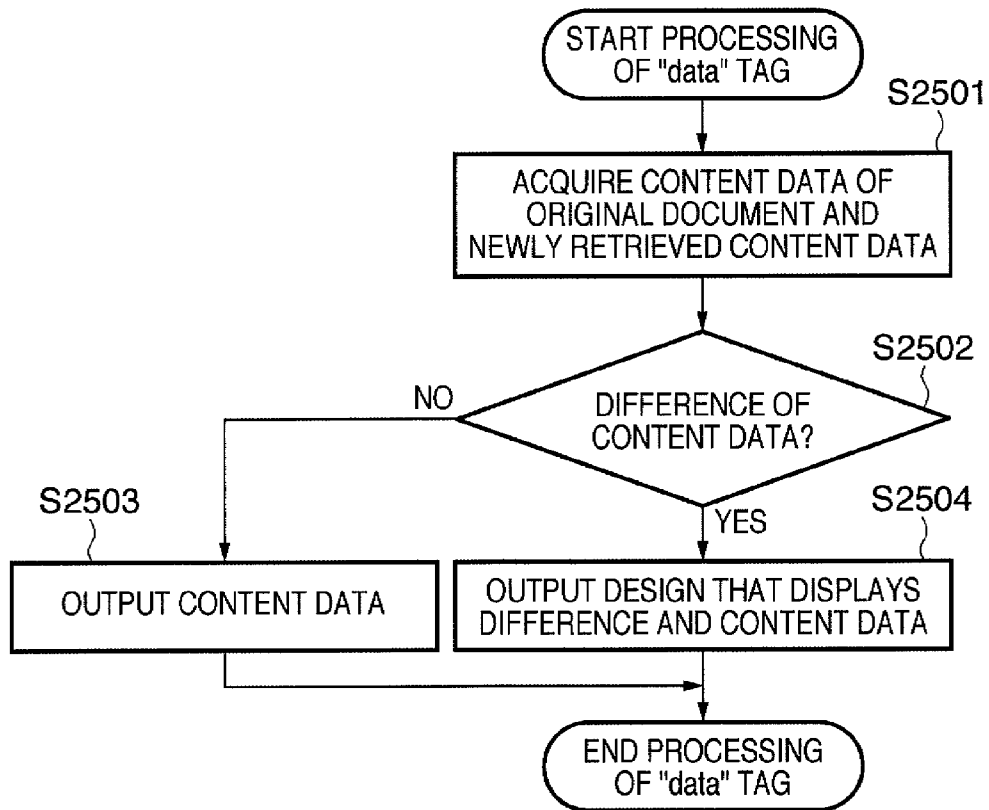 START PROCESSING
OF "data" TAG
S2501
ACQUIRE CONTENT DATA OF
ORIGINAL DOCUMENT AND
NEWLY RETRIEVED CONTENT DATA
S2502
NO
DIFFERENCE OF
CONTENT DATA?
S2503
YES
S2504
OUTPUT CONTENT DATA
OUTPUT DESIGN THAT DISPLAYS
DIFFERENCE AND CONTENT DATA
END PROCESSING
OF "data" TAG